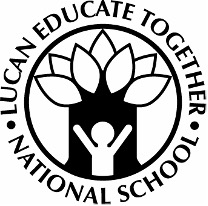 • LUCAN EDUCATE TOGETHER •
NATIONAL SCHOOL